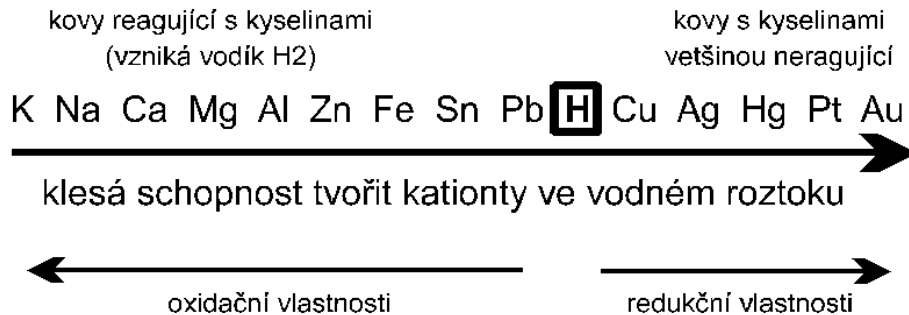 kovy reagující s kyselinami
(vzniká vodík H2)
kovy s kyselinami
vetšinou neragující
K Na Ca Mg Al Zn Fe Sn Pb H Cu Ag Hg Pt Au
klesá schopnost tvořit kationty ve vodném roztoku
oxidační vlastnosti
redukční vlastnosti